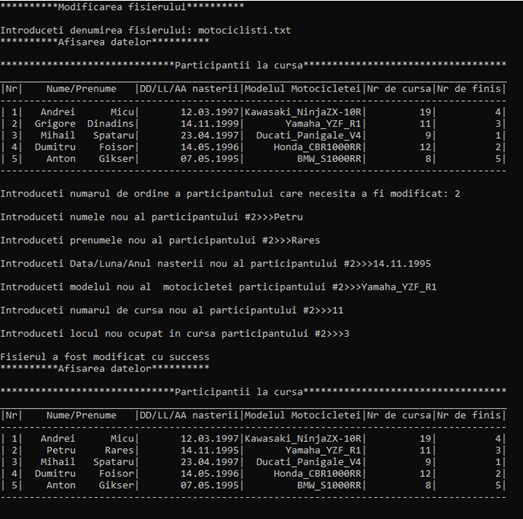 **********Modificarea fisierului**********
Introduceti denumirea fisierului: motociclisti.txt
**********Afisarea datelor**********
******************************Participantii la cursa***********************************
|Nr|    Nume/Prenume   |DD/LL/AA nasterii|Modelul Motocicletei|Nr de cursa|Nr de finis|
| 1|   Andrei      Micu|       12.03.1997|Kawasaki_NinjaZX-10R|         19|          4|
| 2|  Grigore  Dinadins|       14.11.1999|       Yamaha_YZF_R1|         11|          3|
| 3|   Mihail   Spataru|       23.04.1997|  Ducati_Panigale_V4|          9|          1|
| 4|  Dumitru    Foisor|       14.05.1996|     Honda_CBR1000RR|         12|          2|
| 5|    Anton    Gikser|       07.05.1995|         BMW_S1000RR|          8|          5|
Introduceti numarul de ordine a participantului care necesita a fi modificat: 2
Introduceti numele nou al participantului #2>>>Petru
Introduceti prenumele nou al participantului #2>>>Rares
Introduceti Data/Luna/Anul nasterii nou al participantului #2>>>14.11.1995
Introduceti modelul nou al  motocicletei participantului #2>>>Yamaha_YZF_R1
Introduceti numarul de cursa nou al participantului #2>>>11
Introduceti locul nou ocupat in cursa participantului #2>>>3
Fisierul a fost modificat cu success
**********Afisarea datelor**********
******************************Participantii la cursa***********************************
|Nr|    Nume/Prenume   |DD/LL/AA nasterii|Modelul Motocicletei|Nr de cursa|Nr de finis|
| 1|   Andrei      Micu|       12.03.1997|Kawasaki_NinjaZX-10R|         19|          4|
| 2|    Petru     Rares|       14.11.1995|       Yamaha_YZF_R1|         11|          3|
| 3|   Mihail   Spataru|       23.04.1997|  Ducati_Panigale_V4|          9|          1|
| 4|  Dumitru    Foisor|       14.05.1996|     Honda_CBR1000RR|         12|          2|
| 5|    Anton    Gikser|       07.05.1995|         BMW_S1000RR|          8|          5|